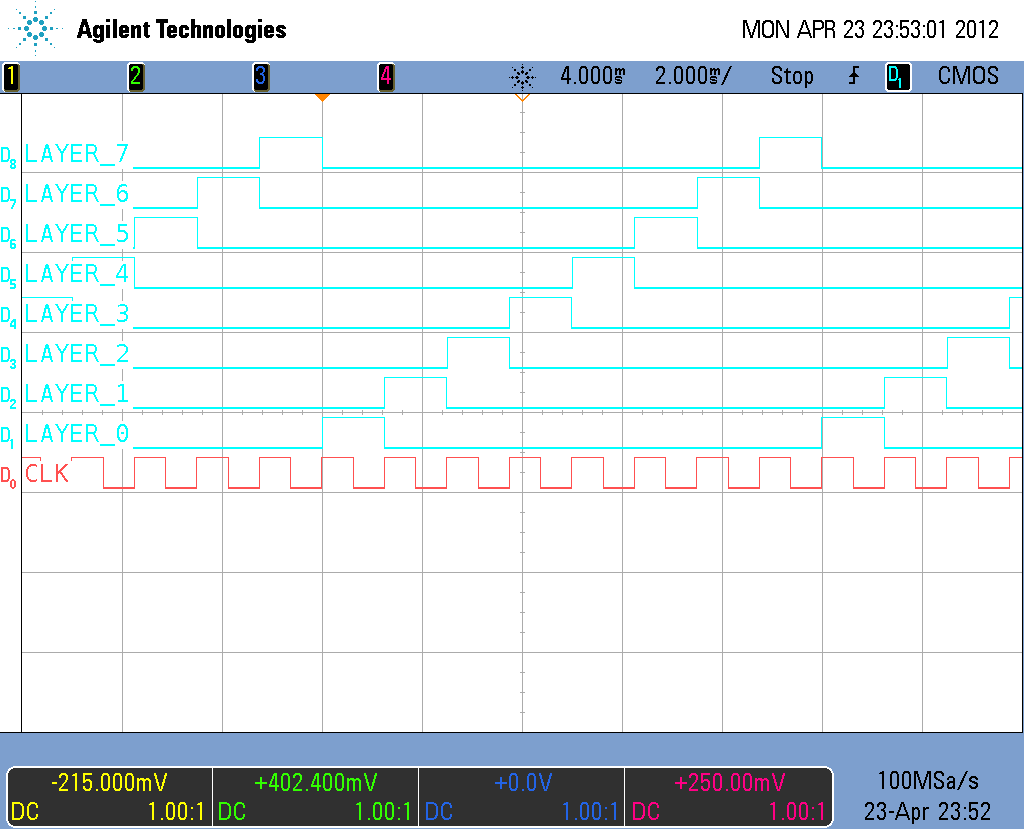 Agilent Technologies MON APR 23 23:53:01 2012
1 2 3 4 4.000ms 2.000ms/ Stop D1 CMOS
D8 LAYER_7
D7 LAYER_6
D6 LAYER_5
D5 LAYER_4
D4 LAYER_3
D3 LAYER_2
D2 LAYER_1
D1 LAYER_0
D0 CLK
-215.000mV +402.400mV +0.0V +250.00mV 100MSa/s
DC 1.00:1 DC 1.00:1 DC 1.00:1 DC 1.00:1 23-Apr 23:52